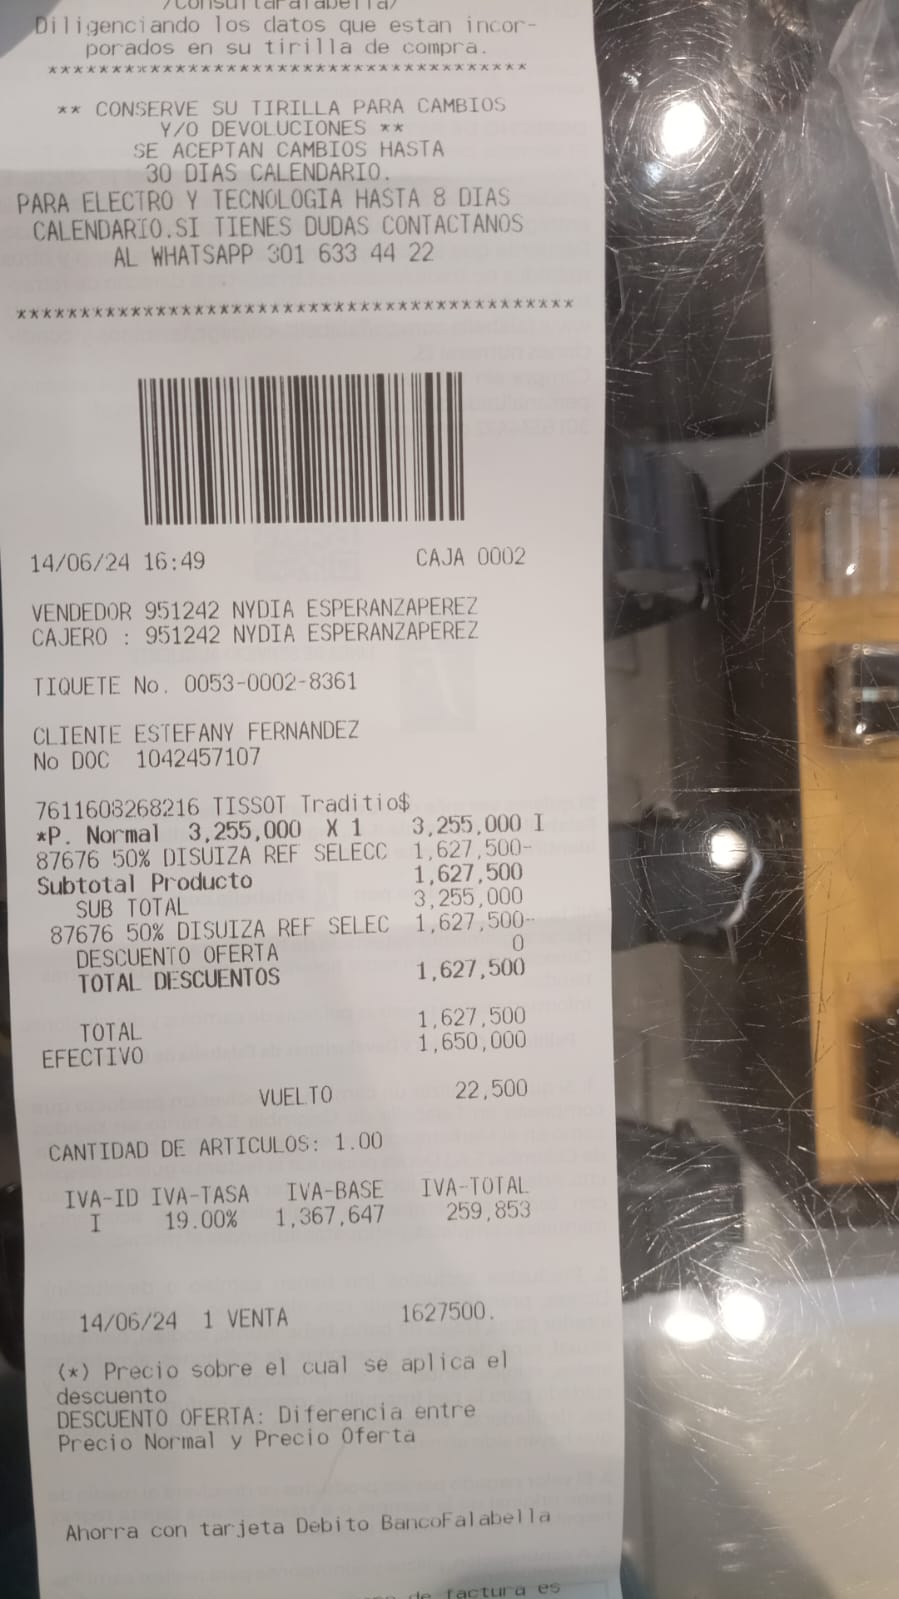 /ConsultaFalabella/
Diligenciando los datos que estan incor-
porados en su tirilla de compra.
**************************************
** CONSERVE SU TIRILLA PARA CAMBIOS
Y/O DEVOLUCIONES **
SE ACEPTAN CAMBIOS HASTA
30 DIAS CALENDARIO.
PARA ELECTRO Y TECNOLOGIA HASTA 8 DIAS
CALENDARIO.SI TIENES DUDAS CONTACTANOS
AL WHATSAPP 301 633 44 22
********************************************
14/06/24 16:49 CAJA 0002
VENDEDOR 951242 NYDIA ESPERANZAPEREZ
CAJERO : 951242 NYDIA ESPERANZAPEREZ
TIQUETE No. 0053-0002-8361
CLIENTE ESTEFANY FERNANDEZ
No DOC 1042457107
7611608268216 TISSOT Traditio$
*P. Normal 3,255,000 X 1 3,255,000 I
87676 50% DISUIZA REF SELECC 1,627,500-
Subtotal Producto 1,627,500
SUB TOTAL 3,255,000
87676 50% DISUIZA REF SELEC 1,627,500-
DESCUENTO OFERTA 0
TOTAL DESCUENTOS 1,627,500
TOTAL 1,627,500
EFECTIVO 1,650,000
VUELTO 22,500
CANTIDAD DE ARTICULOS: 1.00
IVA-ID IVA-TASA IVA-BASE IVA-TOTAL
I 19.00% 1,367,647 259,853
14/06/24 1 VENTA 1627500.
(*) Precio sobre el cual se aplica el
descuento
DESCUENTO OFERTA: Diferencia entre
Precio Normal y Precio Oferta
Ahorra con tarjeta Debito BancoFalabella
de factura es